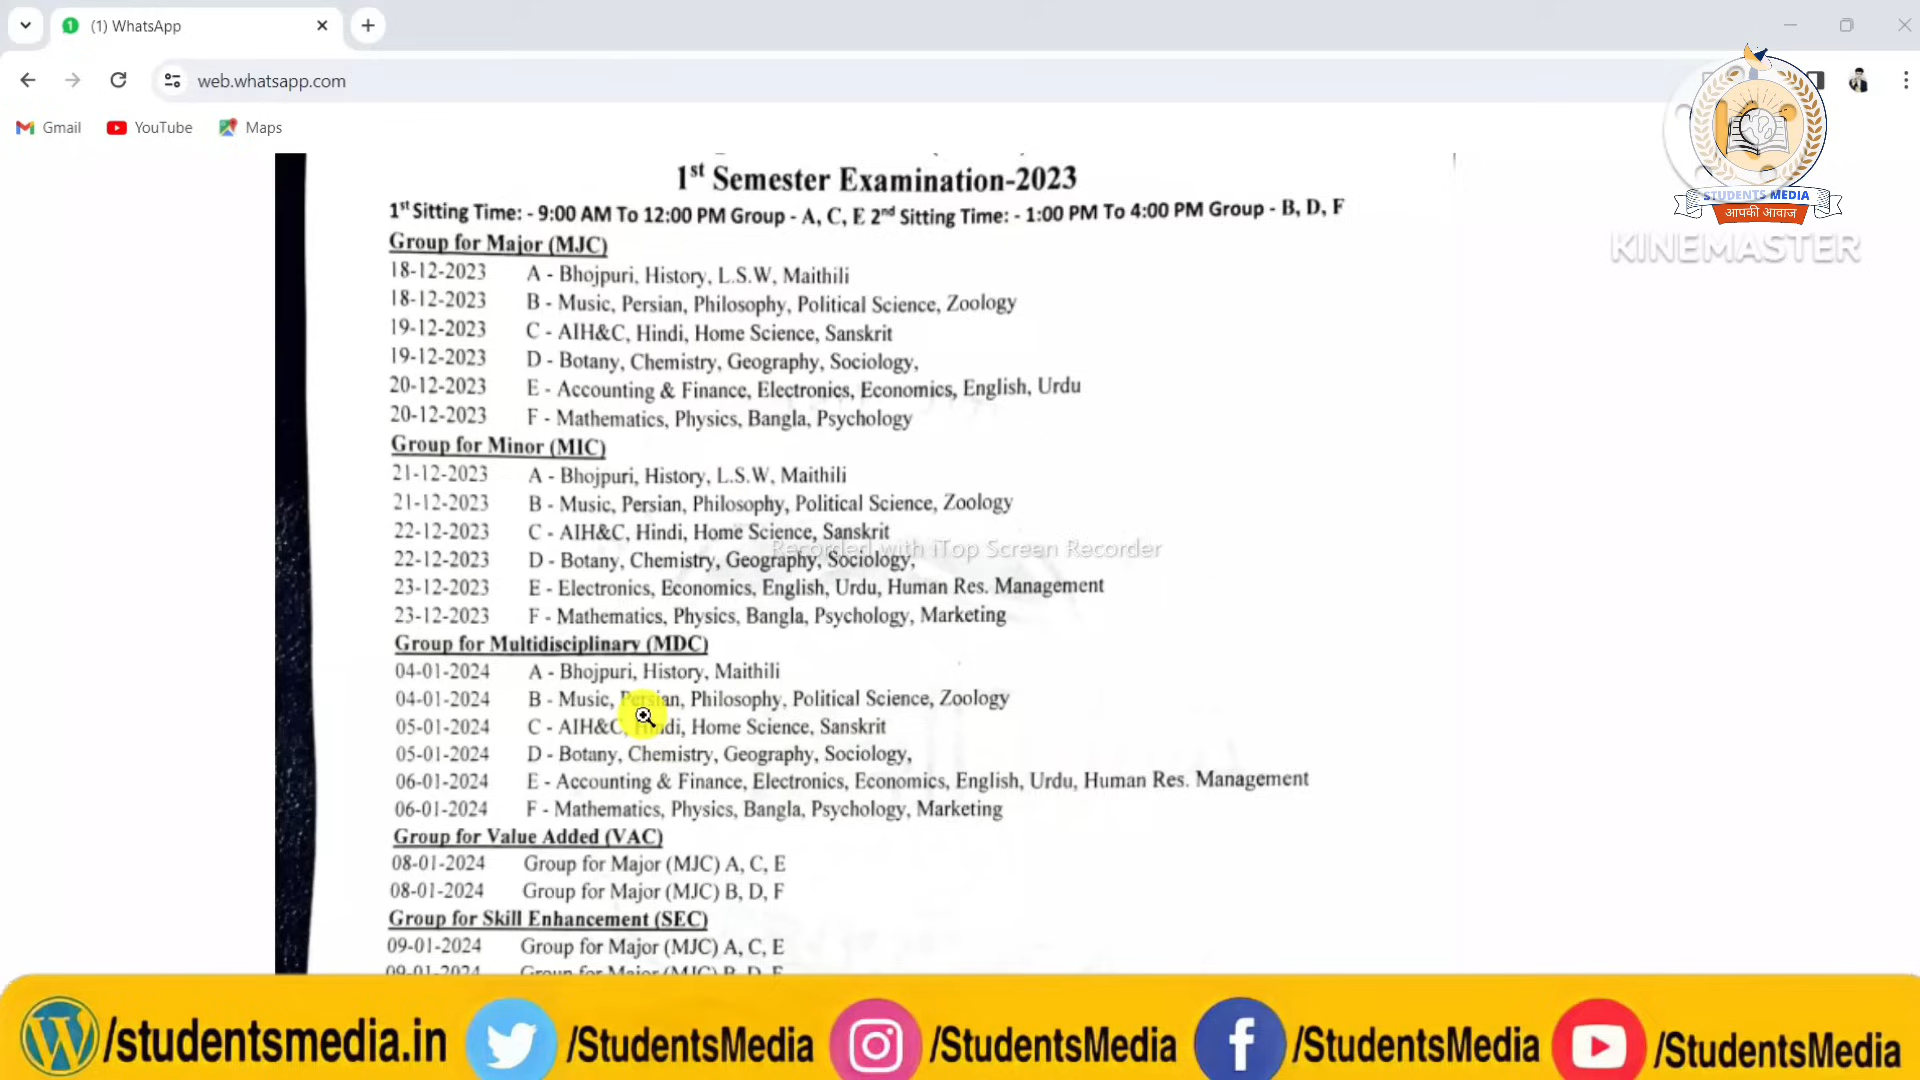 (1) WhatsApp
web.whatsapp.com
Gmail YouTube Maps
STUDENTS MEDIA
आपकी आवाज
KINEMASTER
1st Semester Examination-2023
1st Sitting Time: - 9:00 AM To 12:00 PM Group - A, C, E 2nd Sitting Time: - 1:00 PM To 4:00 PM Group - B, D, F
Group for Major (MJC)
18-12-2023 A - Bhojpuri, History, L.S.W, Maithili
18-12-2023 B - Music, Persian, Philosophy, Political Science, Zoology
19-12-2023 C - AIH&C, Hindi, Home Science, Sanskrit
19-12-2023 D - Botany, Chemistry, Geography, Sociology,
20-12-2023 E - Accounting & Finance, Electronics, Economics, English, Urdu
20-12-2023 F - Mathematics, Physics, Bangla, Psychology
Group for Minor (MIC)
21-12-2023 A - Bhojpuri, History, L.S.W, Maithili
21-12-2023 B - Music, Persian, Philosophy, Political Science, Zoology
22-12-2023 C - AIH&C, Hindi, Home Science, Sanskrit
Recorded with iTop Screen Recorder
22-12-2023 D - Botany, Chemistry, Geography, Sociology,
23-12-2023 E - Electronics, Economics, English, Urdu, Human Res. Management
23-12-2023 F - Mathematics, Physics, Bangla, Psychology, Marketing
Group for Multidisciplinary (MDC)
04-01-2024 A - Bhojpuri, History, Maithili
04-01-2024 B - Music, Persian, Philosophy, Political Science, Zoology
05-01-2024 C - AIH&C, Hindi, Home Science, Sanskrit
05-01-2024 D - Botany, Chemistry, Geography, Sociology,
06-01-2024 E - Accounting & Finance, Electronics, Economics, English, Urdu, Human Res. Management
06-01-2024 F - Mathematics, Physics, Bangla, Psychology, Marketing
Group for Value Added (VAC)
08-01-2024 Group for Major (MJC) A, C, E
08-01-2024 Group for Major (MJC) B, D, F
Group for Skill Enhancement (SEC)
09-01-2024 Group for Major (MJC) A, C, E
09-01-2024 Group for Major (MJC) B, D, F
/studentsmedia.in /StudentsMedia /StudentsMedia /StudentsMedia /StudentsMedia